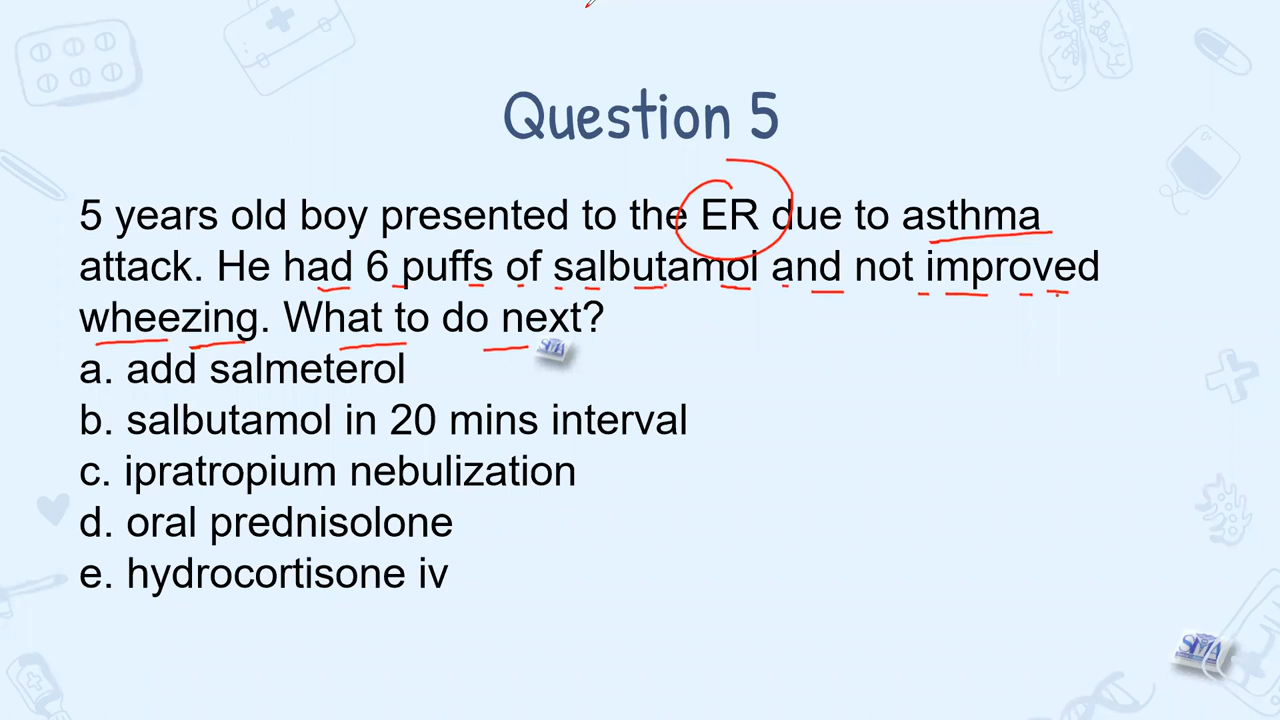 Question 5
5 years old boy presented to the ER due to asthma
attack. He had 6 puffs of salbutamol and not improved
wheezing. What to do next?
a. add salmeterol
b. salbutamol in 20 mins interval
c. ipratropium nebulization
d. oral prednisolone
e. hydrocortisone iv
SMA